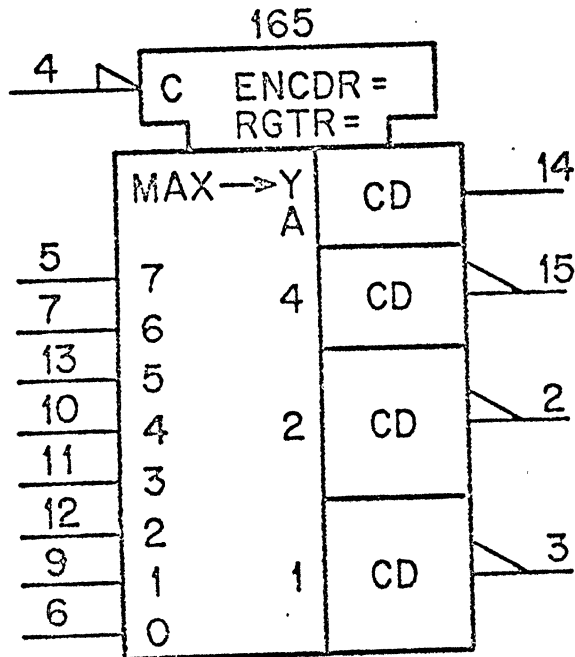 165
4 C ENCDR =
RGTR =
MAX → Y CD 14
A
5 7 4 CD 15
7 6
13 5
10 4 2 CD 2
11 3
12 2
9 1 1 CD 3
6 0